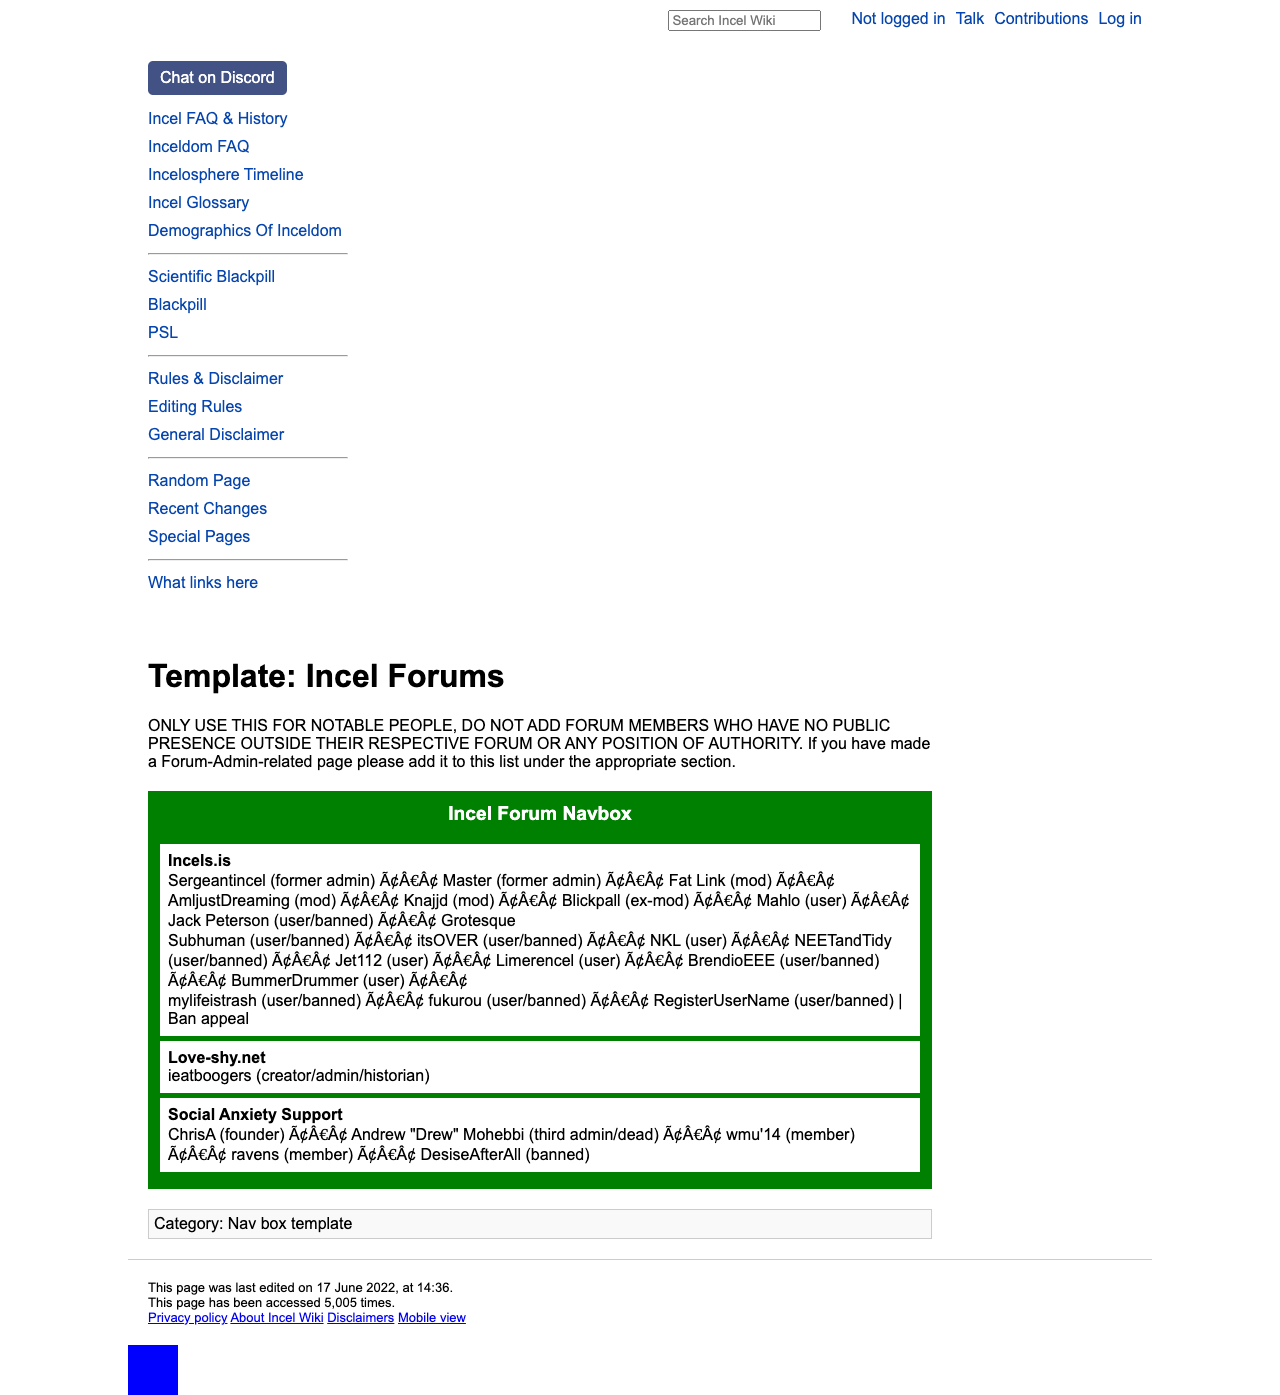 Search Incel Wiki
Not logged in Talk Contributions Log in
Chat on Discord
Incel FAQ & History
Inceldom FAQ
Incelosphere Timeline
Incel Glossary
Demographics Of Inceldom
Scientific Blackpill
Blackpill
PSL
Rules & Disclaimer
Editing Rules
General Disclaimer
Random Page
Recent Changes
Special Pages
What links here
Template: Incel Forums
ONLY USE THIS FOR NOTABLE PEOPLE, DO NOT ADD FORUM MEMBERS WHO HAVE NO PUBLIC
PRESENCE OUTSIDE THEIR RESPECTIVE FORUM OR ANY POSITION OF AUTHORITY. If you have made
a Forum-Admin-related page please add it to this list under the appropriate section.
Incel Forum Navbox
Incels.is
Sergeantincel (former admin) Ã¢Â€Â¢ Master (former admin) Ã¢Â€Â¢ Fat Link (mod) Ã¢Â€Â¢
AmljustDreaming (mod) Ã¢Â€Â¢ Knajjd (mod) Ã¢Â€Â¢ Blickpall (ex-mod) Ã¢Â€Â¢ Mahlo (user) Ã¢Â€Â¢
Jack Peterson (user/banned) Ã¢Â€Â¢ Grotesque
Subhuman (user/banned) Ã¢Â€Â¢ itsOVER (user/banned) Ã¢Â€Â¢ NKL (user) Ã¢Â€Â¢ NEETandTidy
(user/banned) Ã¢Â€Â¢ Jet112 (user) Ã¢Â€Â¢ Limerencel (user) Ã¢Â€Â¢ BrendioEEE (user/banned)
Ã¢Â€Â¢ BummerDrummer (user) Ã¢Â€Â¢
mylifeistrash (user/banned) Ã¢Â€Â¢ fukurou (user/banned) Ã¢Â€Â¢ RegisterUserName (user/banned) |
Ban appeal
Love-shy.net
ieatboogers (creator/admin/historian)
Social Anxiety Support
ChrisA (founder) Ã¢Â€Â¢ Andrew "Drew" Mohebbi (third admin/dead) Ã¢Â€Â¢ wmu'14 (member)
Ã¢Â€Â¢ ravens (member) Ã¢Â€Â¢ DesiseAfterAll (banned)
Category: Nav box template
This page was last edited on 17 June 2022, at 14:36.
This page has been accessed 5,005 times.
Privacy policy About Incel Wiki Disclaimers Mobile view